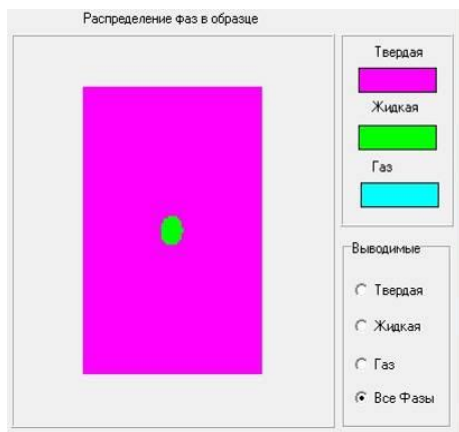 Распределение фаз в образце
Твердая
Жидкая
Газ
Выводимые
Твердая
Жидкая
Газ
Все Фазы